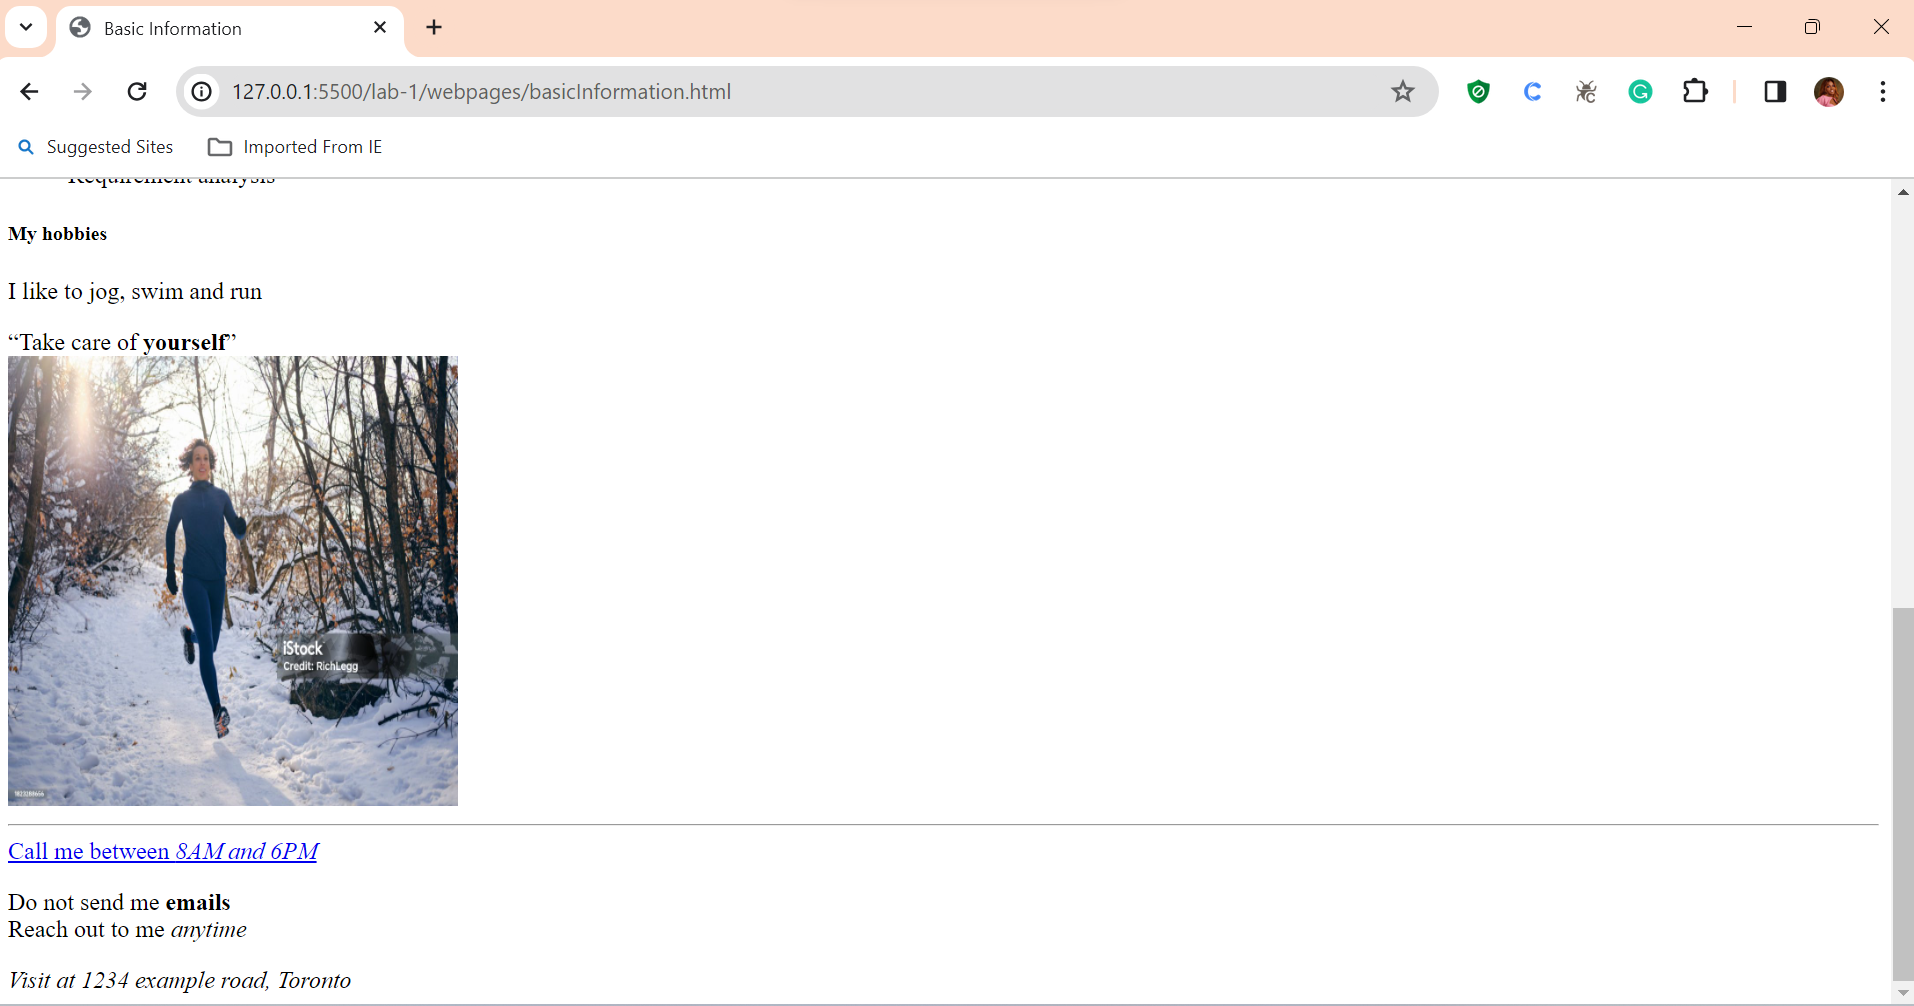 Basic Information
127.0.0.1:5500/lab-1/webpages/basicInformation.html
Suggested Sites Imported From IE
Requirement analysis
My hobbies
I like to jog, swim and run
“Take care of yourself”
iStock
Credit: RichLegg
Call me between 8AM and 6PM
Do not send me emails
Reach out to me anytime
Visit at 1234 example road, Toronto